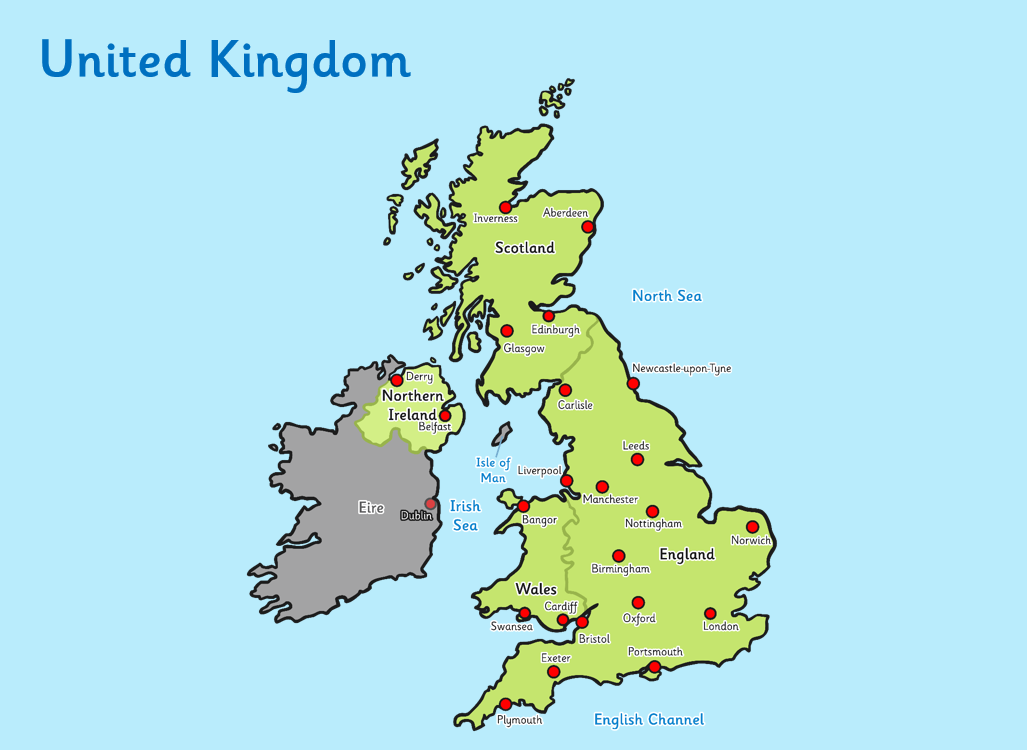 United Kingdom
Inverness
Aberdeen
Scotland
North Sea
Edinburgh
Glasgow
Newcastle-upon-Tyne
Derry
Northern
Ireland
Belfast
Carlisle
Isle of
Man
Leeds
Liverpool
Manchester
Eire
Dublin
Irish
Sea
Bangor
Nottingham
Norwich
England
Birmingham
Wales
Cardiff
Swansea
Bristol
Oxford
London
Portsmouth
Exeter
Plymouth
English Channel